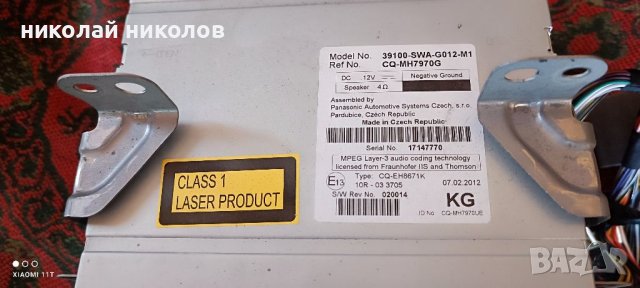 николай николаев
Model No. 39100-SWA-G012-M1
Ref No. CQ-MH7970G
DC 12V Negative Ground
Speaker 4Ω
Assembled by
Panasonic Automotive Systems Czech, s.r.o.
Pardubice, Czech Republic
Made in Czech Republic
Serial No. 17147770
MPEG Layer-3 audio coding technology
licensed from Fraunhofer IIS and Thomson
E13 Type: CQ-EH8671K
10R - 03 3705 07.02.2012
S/W Rev No. 020014 KG
ID No. CQ-MH7970UE
CLASS 1
LASER PRODUCT
XIAOMI 11T
bazar